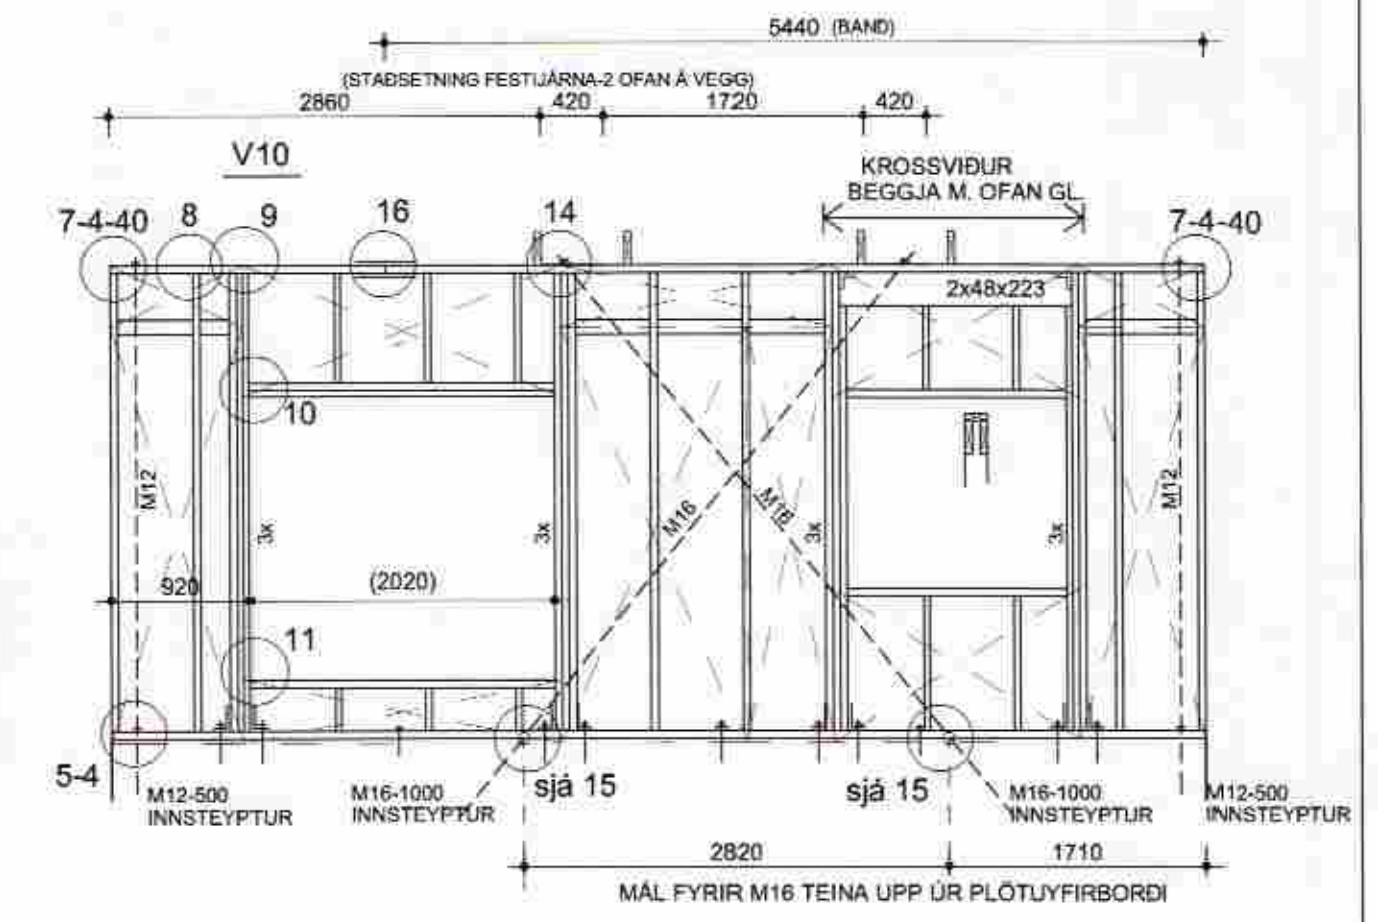 5440 (BAND)
(STAÐSETNING FESTIJÁRNA-2 OFAN Á VEGG)
2860 420 1720 420
V10
KROSSVIÐUR
BEGGJA M. OFAN GL.
7-4-40 8 9 16 14 7-4-40
2x48x223
10
M12 M16 M16 M12
3x 3x 3x 3x
920 (2020)
11
5-4 sjá 15 sjá 15
M12-500 M16-1000 M16-1000 M12-500
INNSTEYPTUR INNSTEYPTUR INNSTEYPTUR INNSTEYPTUR
2820 1710
MÁL FYRIR M16 TEINA UPP ÚR PLÖTUYFIRBORÐI